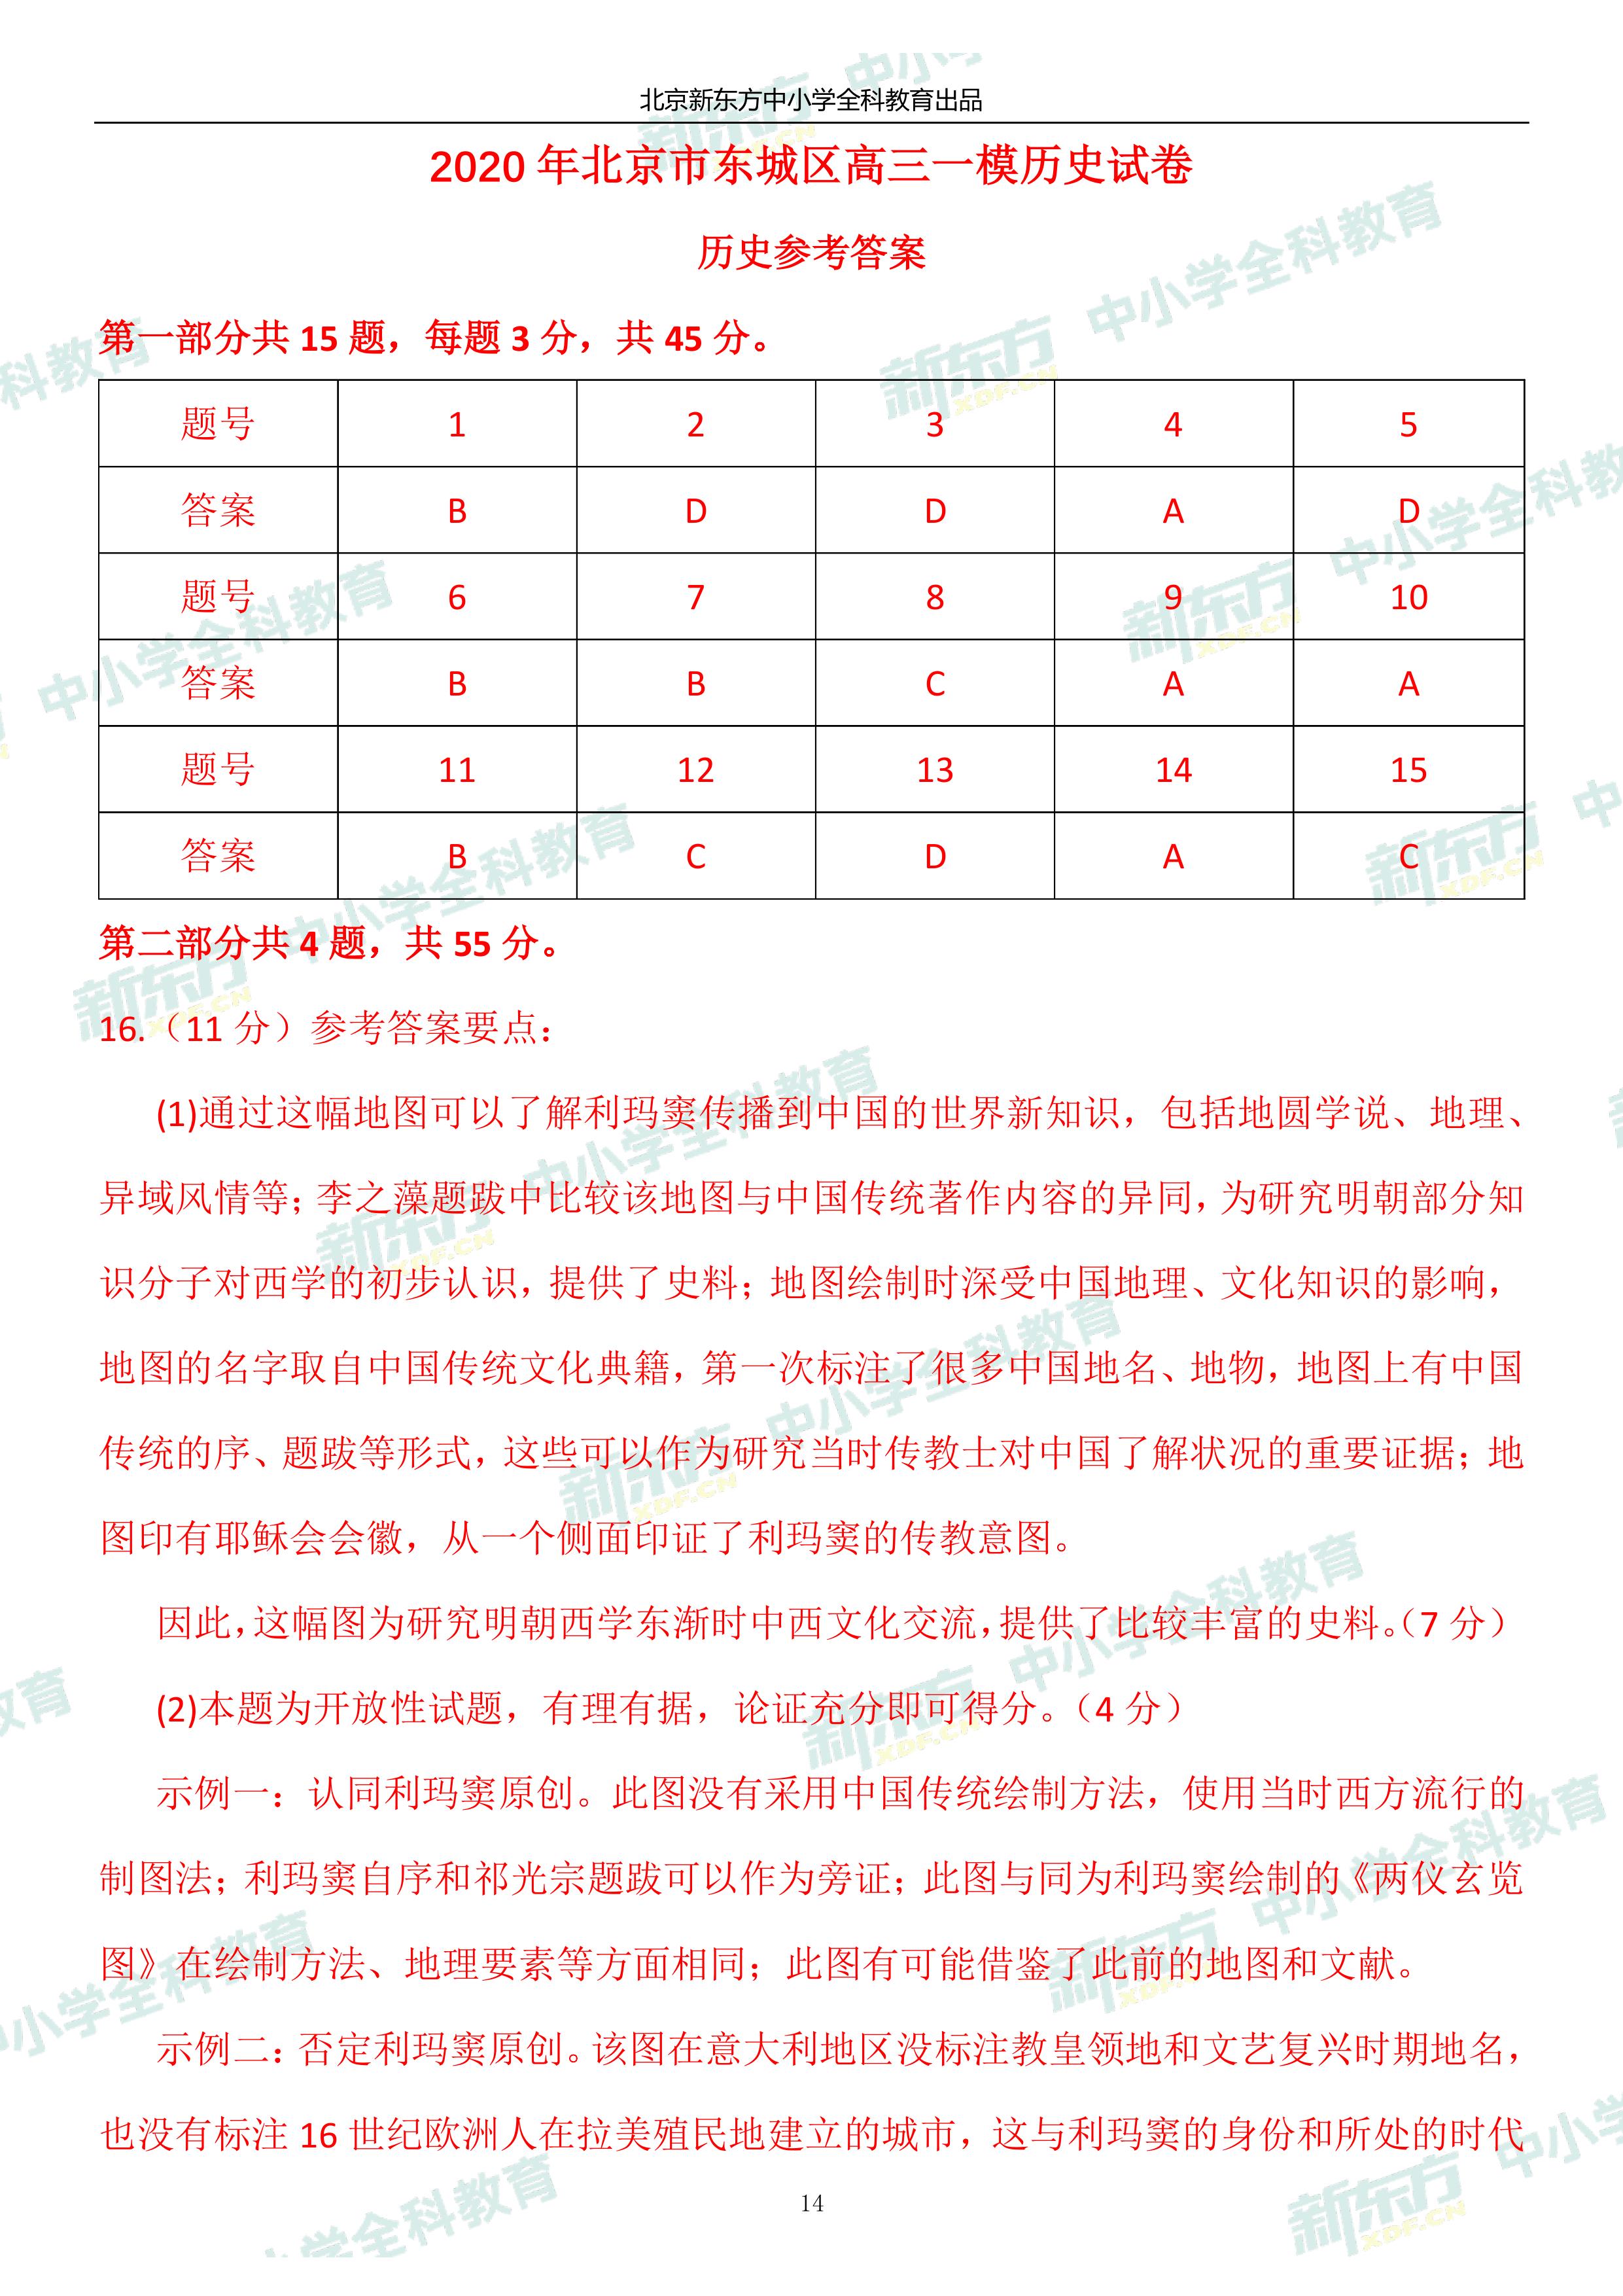 北京新东方中小学全科教育出品
2020 年北京市东城区高三一模历史试卷
历史参考答案
第一部分共 15 题，每题 3 分，共 45 分。
题号 1 2 3 4 5
答案 B D D A D
题号 6 7 8 9 10
答案 B B C A A
题号 11 12 13 14 15
答案 B C D A C
第二部分共 4 题，共 55 分。
16.（11 分）参考答案要点：
(1)通过这幅地图可以了解利玛窦传播到中国的世界新知识，包括地圆学说、地理、
异域风情等；李之藻题跋中比较该地图与中国传统著作内容的异同，为研究明朝部分知
识分子对西学的初步认识，提供了史料；地图绘制时深受中国地理、文化知识的影响，
地图的名字取自中国传统文化典籍，第一次标注了很多中国地名、地物，地图上有中国
传统的序、题跋等形式，这些可以作为研究当时传教士对中国了解状况的重要证据；地
图印有耶稣会会徽，从一个侧面印证了利玛窦的传教意图。
因此，这幅图为研究明朝西学东渐时中西文化交流，提供了比较丰富的史料。（7 分）
(2)本题为开放性试题，有理有据，论证充分即可得分。（4 分）
示例一：认同利玛窦原创。此图没有采用中国传统绘制方法，使用当时西方流行的
制图法；利玛窦自序和祁光宗题跋可以作为旁证；此图与同为利玛窦绘制的《两仪玄览
图》在绘制方法、地理要素等方面相同；此图有可能借鉴了此前的地图和文献。
示例二：否定利玛窦原创。该图在意大利地区没标注教皇领地和文艺复兴时期地名，
也没有标注 16 世纪欧洲人在拉美殖民地建立的城市，这与利玛窦的身份和所处的时代
14
新东方 XDF.CN 中小学全科教育